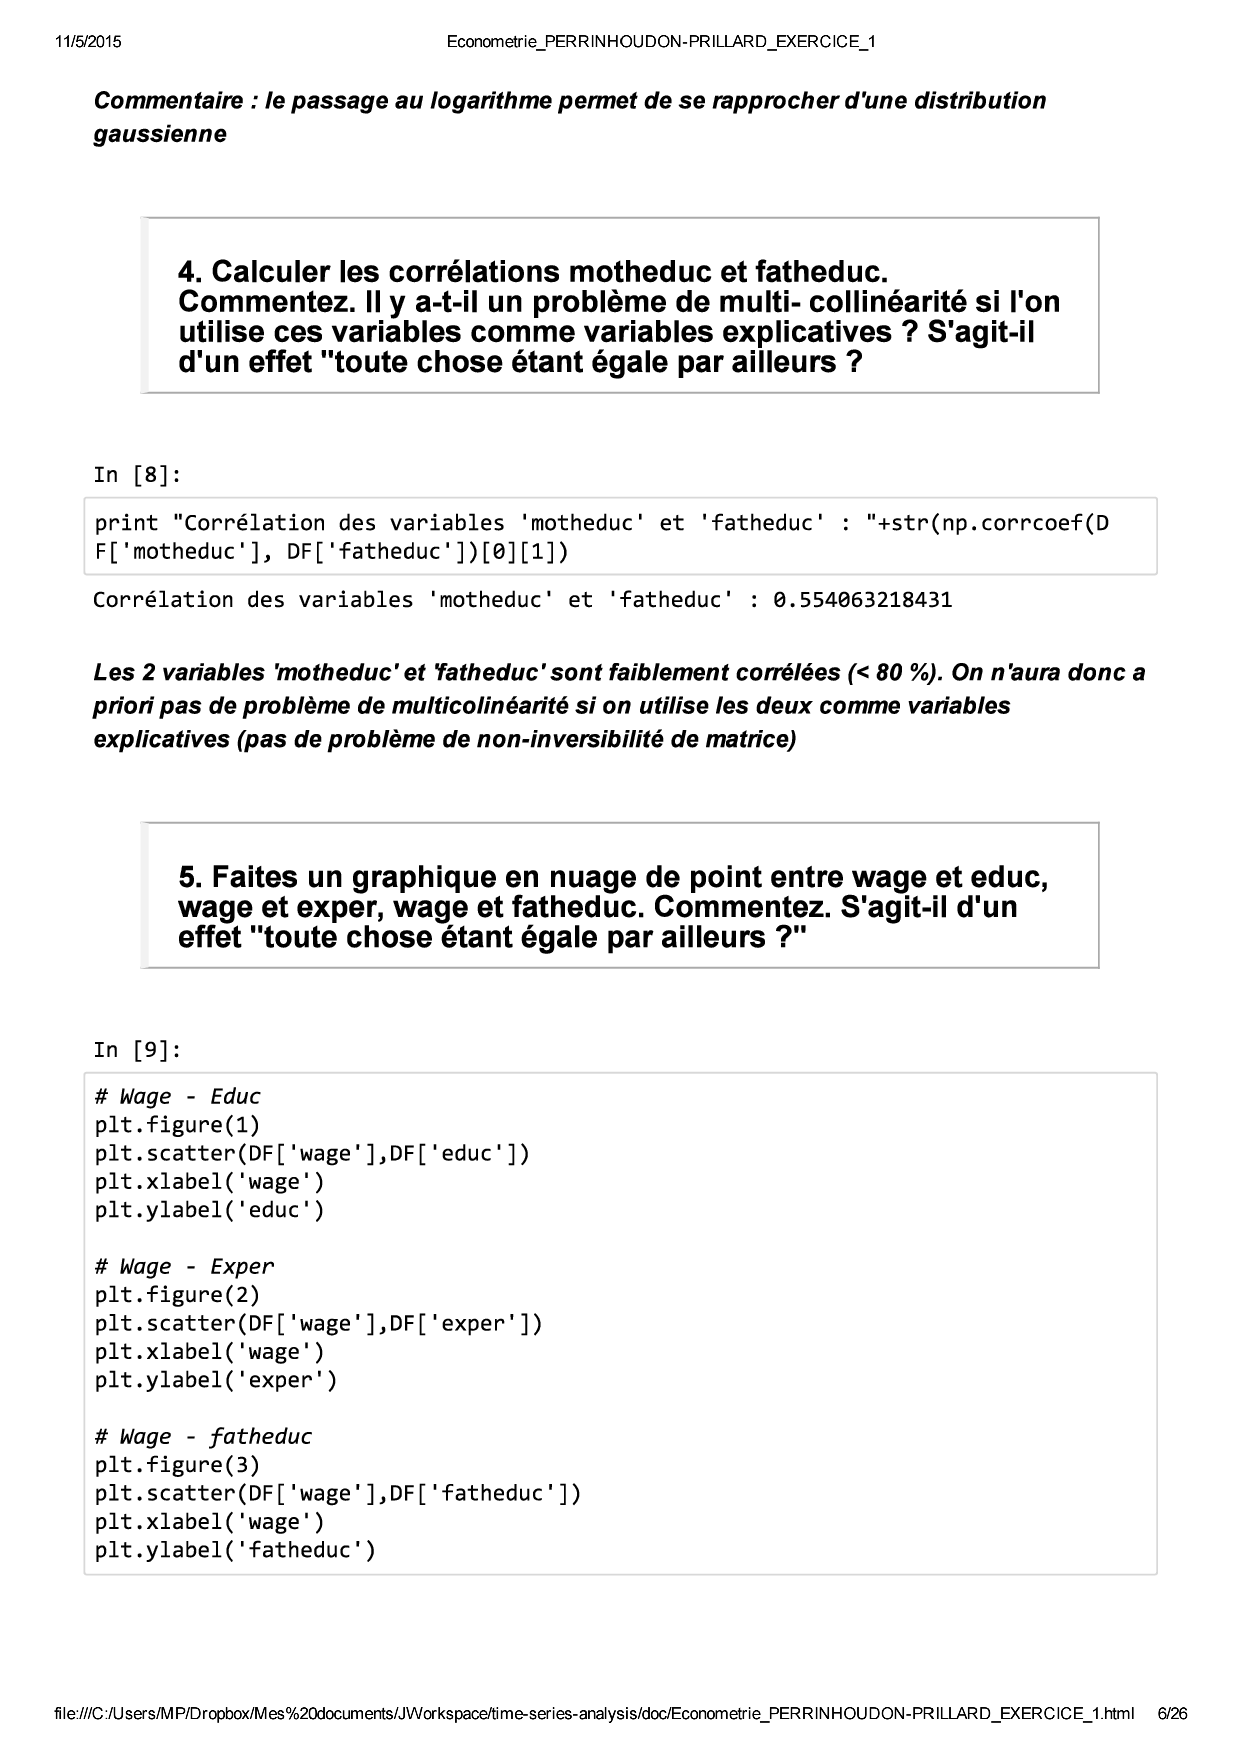 11/5/2015 Econometrie_PERRINHOUDON-PRILLARD_EXERCICE_1
Commentaire : le passage au logarithme permet de se rapprocher d'une distribution
gaussienne
4. Calculer les corrélations motheduc et fatheduc.
Commentez. Il y a-t-il un problème de multi- collinéarité si l'on
utilise ces variables comme variables explicatives ? S'agit-il
d'un effet "toute chose étant égale par ailleurs ?
In [8]:
print "Corrélation des variables 'motheduc' et 'fatheduc' : "+str(np.corrcoef(D
F['motheduc'], DF['fatheduc'])[0][1])
Corrélation des variables 'motheduc' et 'fatheduc' : 0.554063218431
Les 2 variables 'motheduc' et 'fatheduc' sont faiblement corrélées (< 80 %). On n'aura donc a
priori pas de problème de multicolinéarité si on utilise les deux comme variables
explicatives (pas de problème de non-inversibilité de matrice)
5. Faites un graphique en nuage de point entre wage et educ,
wage et exper, wage et fatheduc. Commentez. S'agit-il d'un
effet "toute chose étant égale par ailleurs ?"
In [9]:
# Wage - Educ
plt.figure(1)
plt.scatter(DF['wage'],DF['educ'])
plt.xlabel('wage')
plt.ylabel('educ')
# Wage - Exper
plt.figure(2)
plt.scatter(DF['wage'],DF['exper'])
plt.xlabel('wage')
plt.ylabel('exper')
# Wage - fatheduc
plt.figure(3)
plt.scatter(DF['wage'],DF['fatheduc'])
plt.xlabel('wage')
plt.ylabel('fatheduc')
file:///C:/Users/MP/Dropbox/Mes%20documents/JWorkspace/time-series-analysis/doc/Econometrie_PERRINHOUDON-PRILLARD_EXERCICE_1.html 6/26